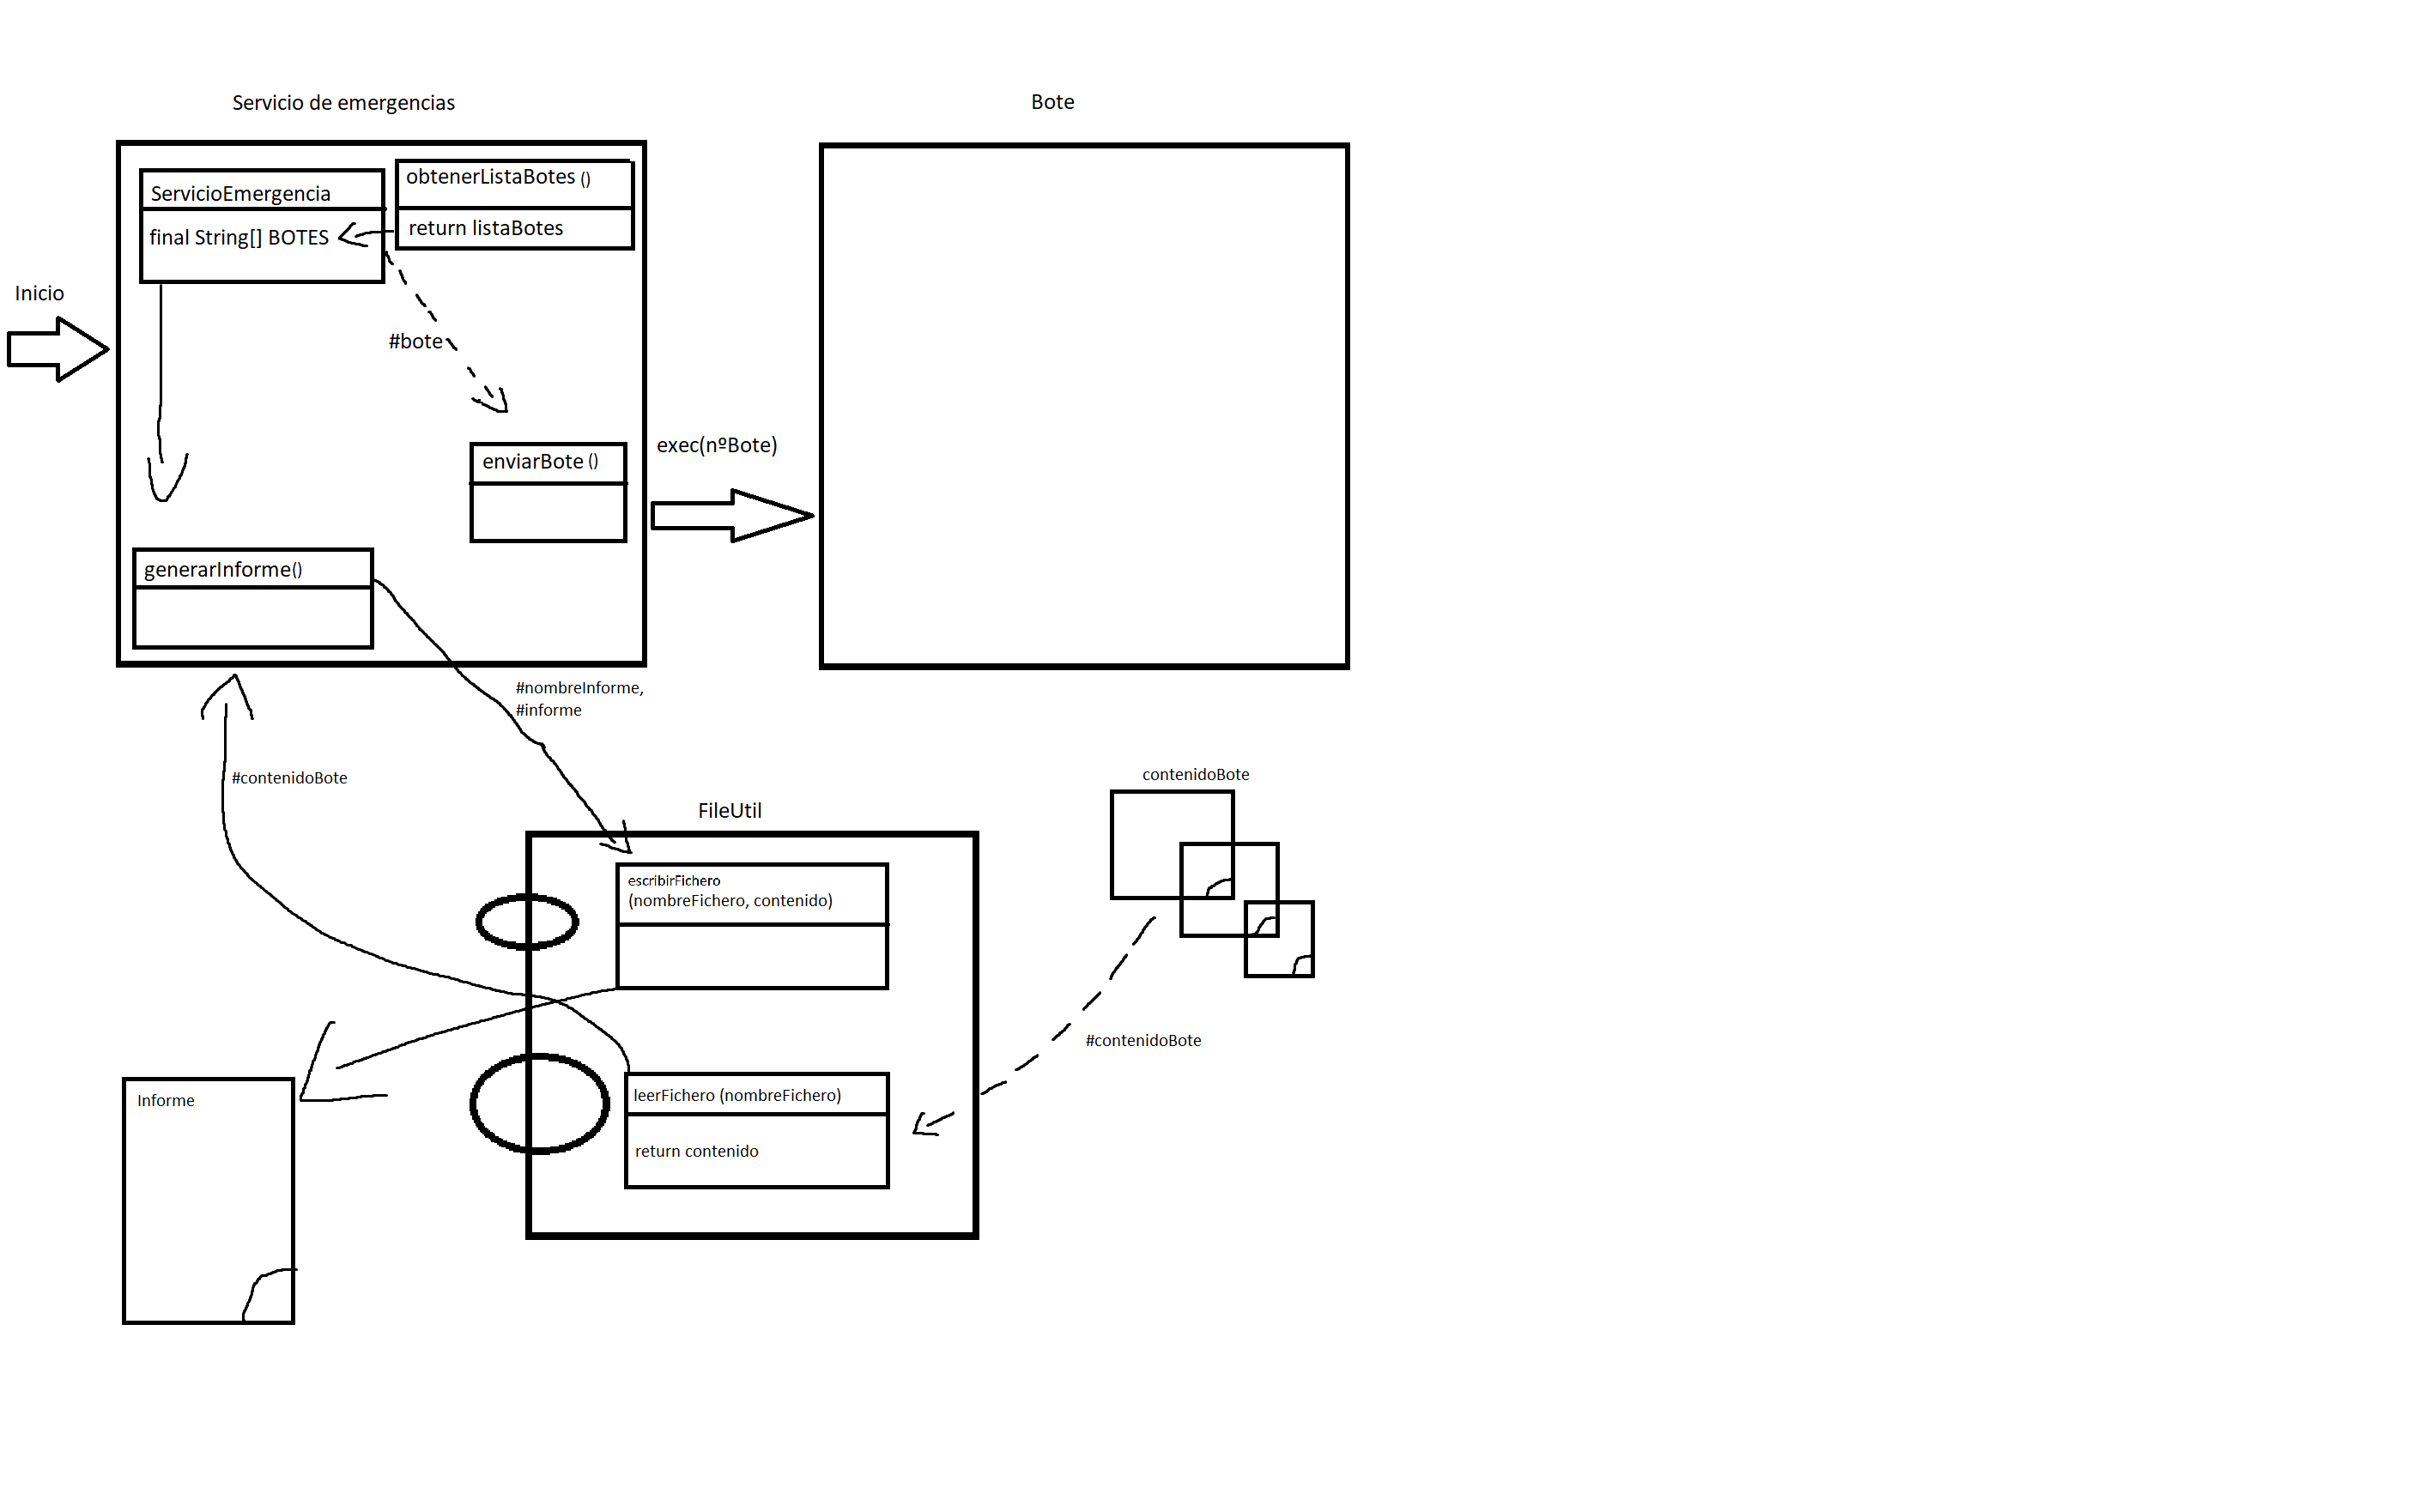 Servicio de emergencias
Bote
ServicioEmergencia
final String[] BOTES
obtenerListaBotes ()
return listaBotes
Inicio
#bote
enviarBote ()
exec(nºBote)
generarInforme()
#nombreInforme,
#informe
#contenidoBote
contenidoBote
FileUtil
escribirFichero
(nombreFichero, contenido)
#contenidoBote
Informe
leerFichero (nombreFichero)
return contenido